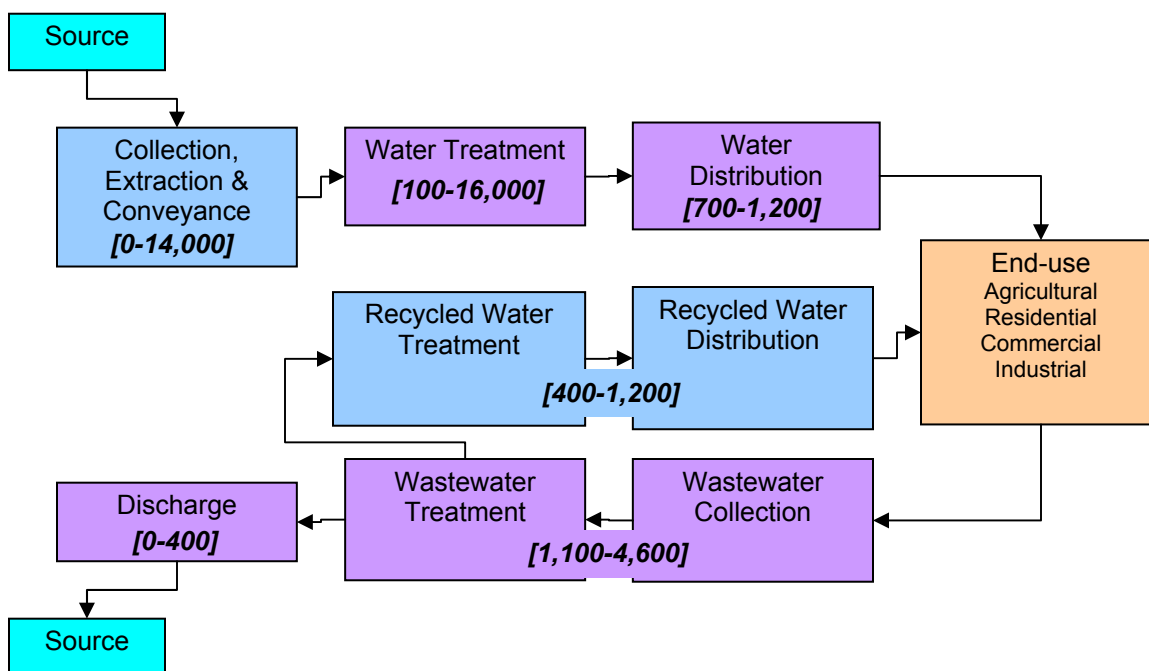 Source
Collection,
Extraction &
Conveyance
[0-14,000]
Water Treatment
[100-16,000]
Water
Distribution
[700-1,200]
End-use
Agricultural
Residential
Commercial
Industrial
Recycled Water
Treatment
Recycled Water
Distribution
[400-1,200]
Wastewater
Treatment
Wastewater
Collection
[1,100-4,600]
Discharge
[0-400]
Source